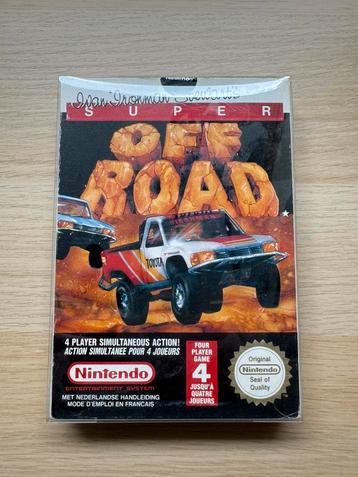 Nintendo
Ivan "Ironman" Stewart's
SUPER
OFF
ROAD
TOYOTA
4 PLAYER SIMULTANEOUS ACTION!
ACTION SIMULTANEE POUR 4 JOUEURS
FOUR
PLAYER
GAME
4
JUSQU'À
QUATRE
JOUEURS
Nintendo
ENTERTAINMENT SYSTEM
MET NEDERLANDSE HANDLEIDING
MODE D'EMPLOI EN FRANCAIS
Original
Nintendo
Seal of
Quality